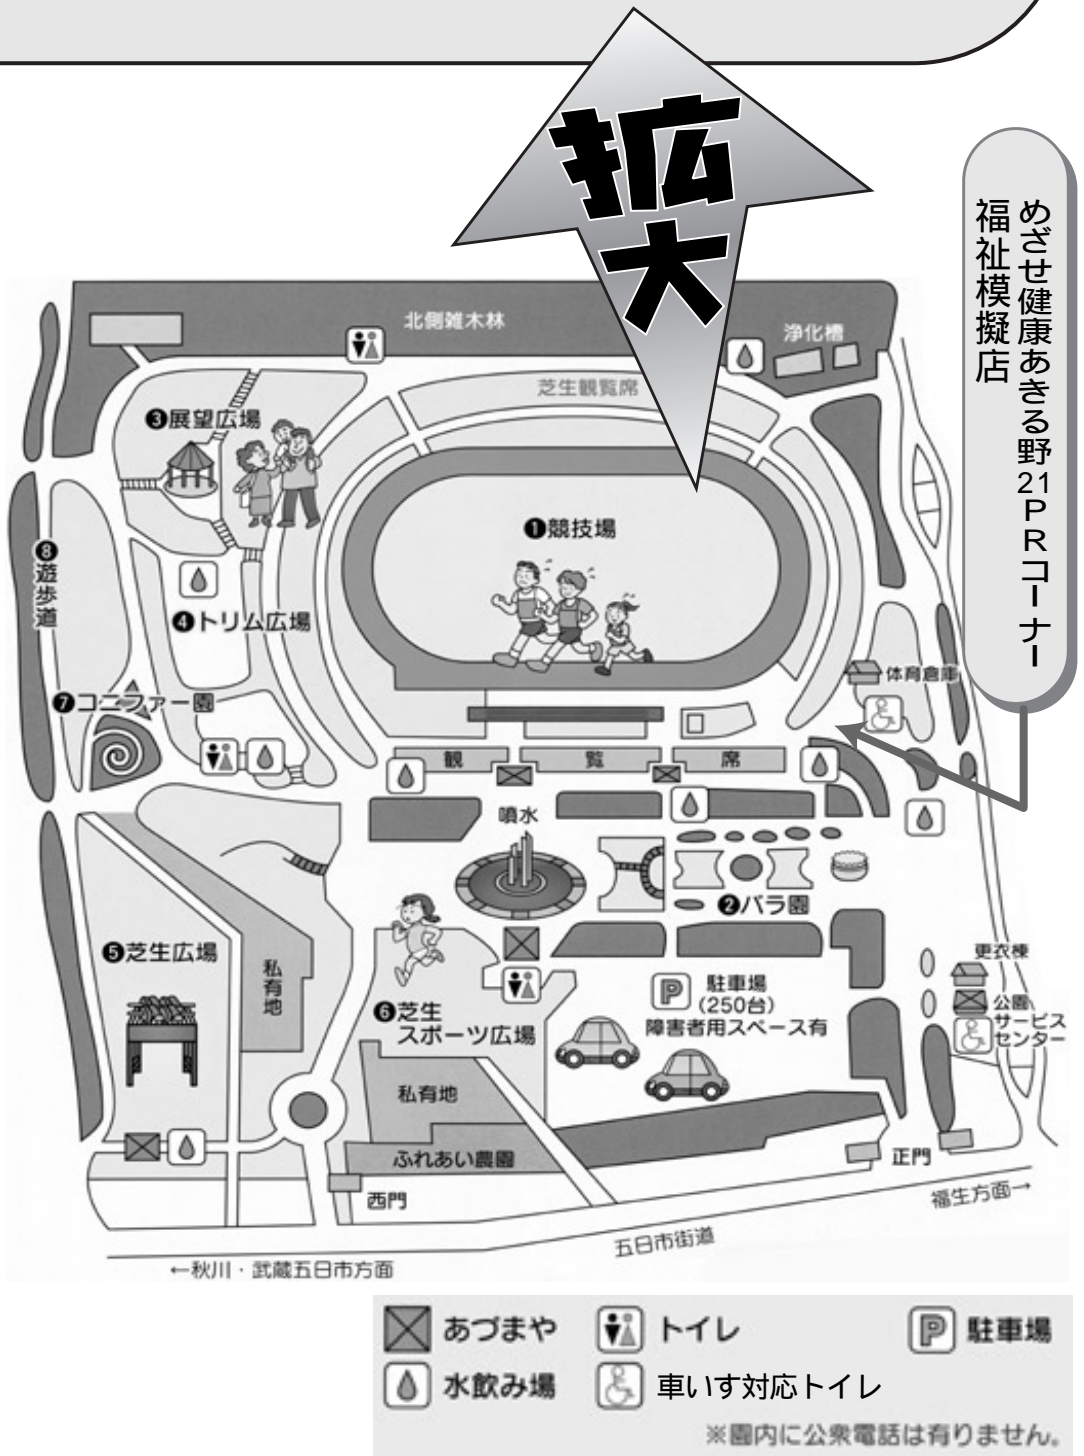 拡大
めざせ健康あきる野21PRコーナー
福祉模擬店
北側雑木林
浄化槽
芝生観覧席
❸展望広場
❶競技場
❽遊歩道
❹トリム広場
体育倉庫
❼コニファー園
観覧席
噴水
❷バラ園
❺芝生広場
私有地
更衣棟
P 駐車場
(250台)
障害者用スペース有
公園
サービス
センター
❻芝生
スポーツ広場
私有地
ふれあい農園
正門
西門
福生方面→
五日市街道
←秋川・武蔵五日市方面
あづまや
トイレ
P 駐車場
水飲み場
車いす対応トイレ
※園内に公衆電話は有りません。